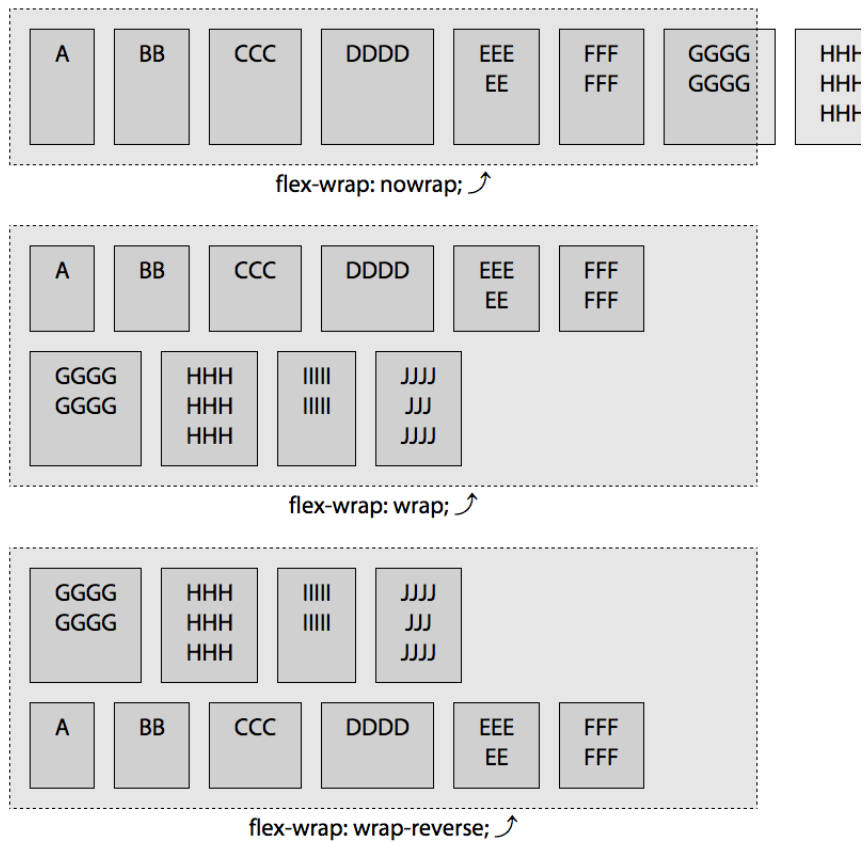 A BB CCC DDDD EEE FFF GGGG HHH
EE FFF GGGG HHH
HHH
flex-wrap: nowrap;
A BB CCC DDDD EEE FFF
EE FFF
GGGG HHH IIIII JJJJ
GGGG HHH IIIII JJJ
HHH JJJJ
flex-wrap: wrap;
GGGG HHH IIIII JJJJ
GGGG HHH IIIII JJJ
HHH JJJJ
A BB CCC DDDD EEE FFF
EE FFF
flex-wrap: wrap-reverse;